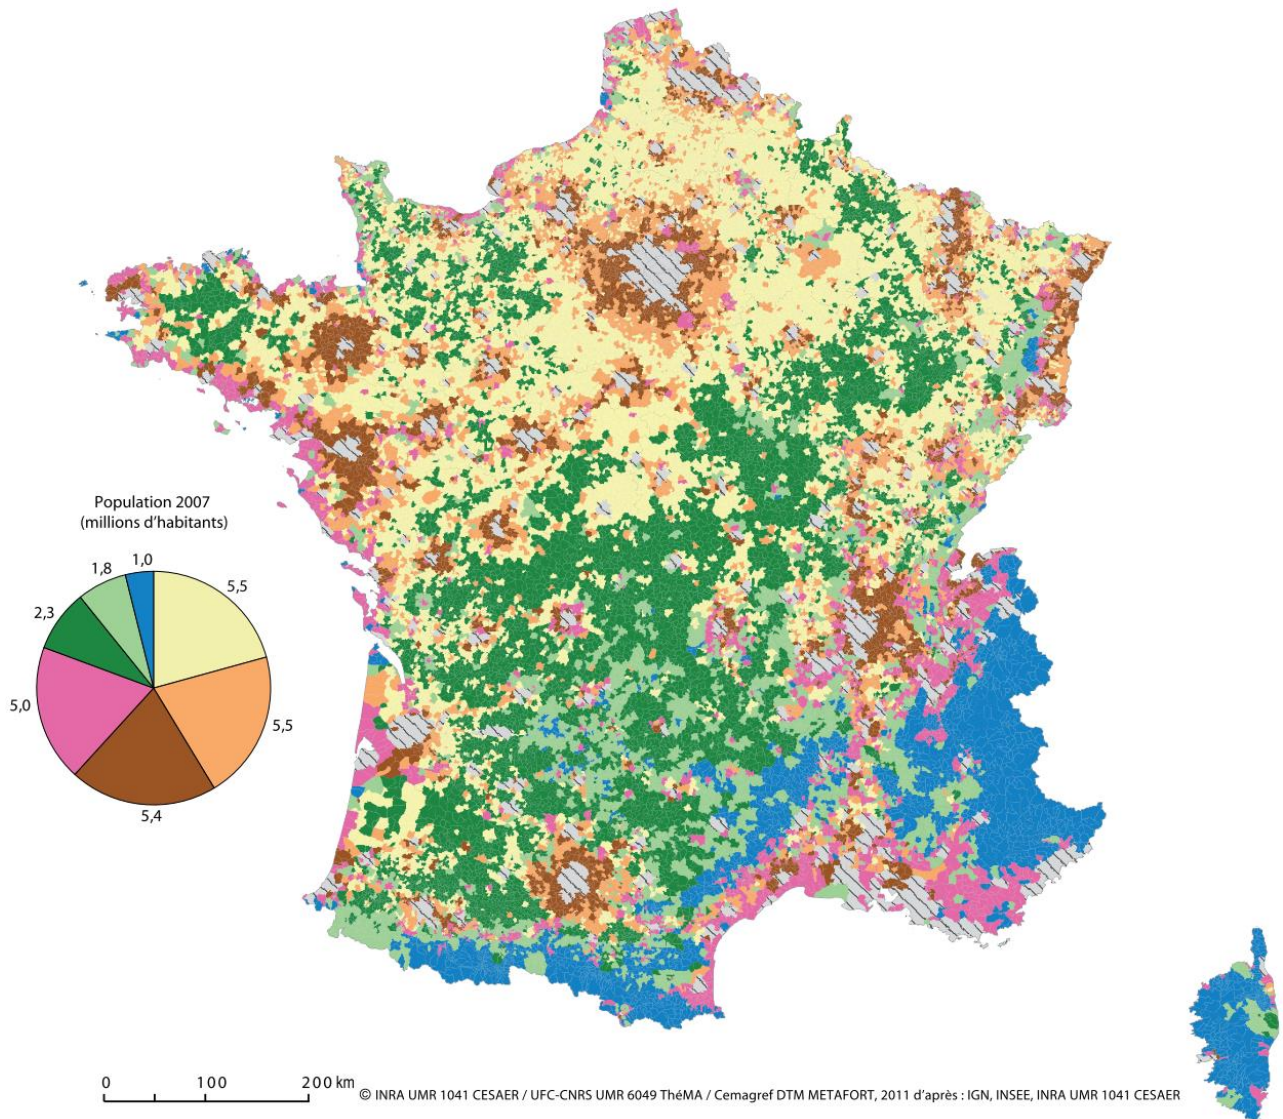 Population 2007
(millions d’habitants)
1,0
1,8
5,5
2,3
5,0
5,5
5,4
0 100 200 km
© INRA UMR 1041 CESAER / UFC-CNRS UMR 6049 ThéMA / Cemagref DTM METAFORT, 2011 d’après : IGN, INSEE, INRA UMR 1041 CESAER